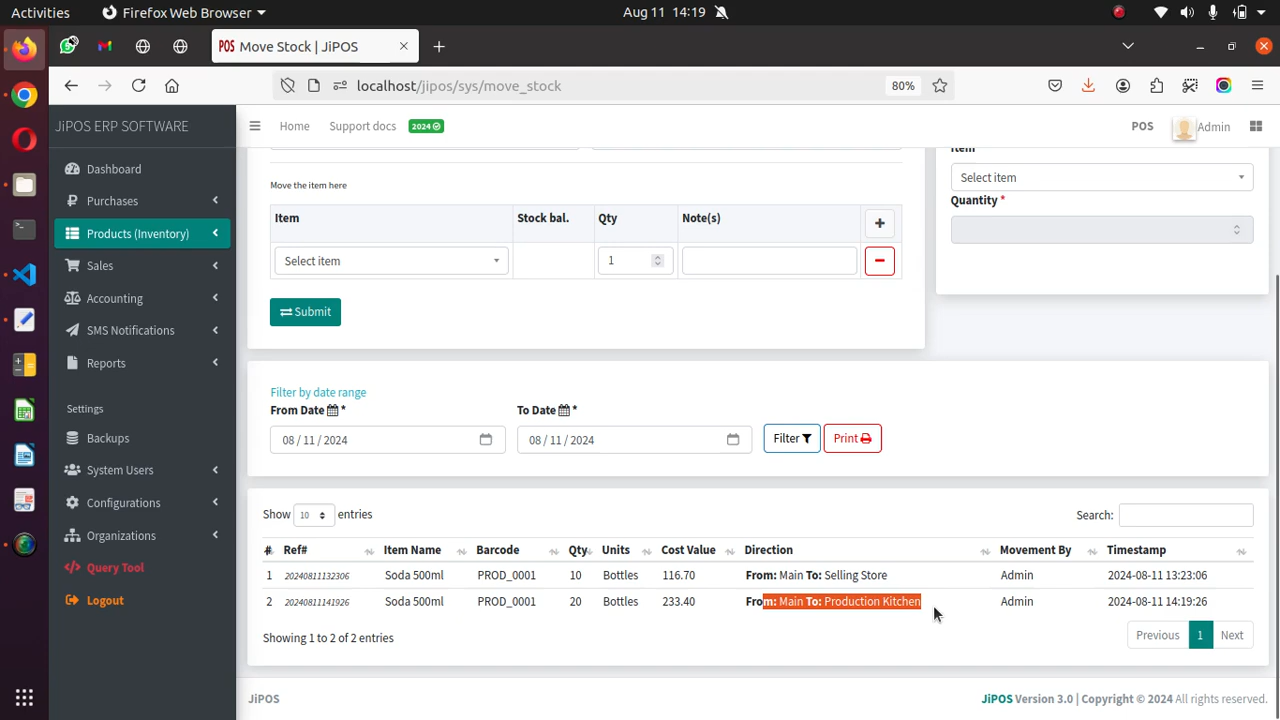 Activities Firefox Web Browser Aug 11 14:19
POS Move Stock | JiPOS
localhost/jipos/sys/move_stock 80%
JiPOS ERP SOFTWARE
Home Support docs 2024 POS Admin
Dashboard
Purchases
Products (Inventory)
Sales
Accounting
SMS Notifications
Reports
Settings
Backups
System Users
Configurations
Organizations
Query Tool
Logout
Item
Select item
Quantity *
Move the item here
Item Stock bal. Qty Note(s)
Select item 1
Submit
Filter by date range
From Date * To Date *
08 / 11 / 2024 08 / 11 / 2024 Filter Print
Show 10 entries Search:
# Ref# Item Name Barcode Qty Units Cost Value Direction Movement By Timestamp
1 20240811132306 Soda 500ml PROD_0001 10 Bottles 116.70 From: Main To: Selling Store Admin 2024-08-11 13:23:06
2 20240811141926 Soda 500ml PROD_0001 20 Bottles 233.40 From: Main To: Production Kitchen Admin 2024-08-11 14:19:26
Showing 1 to 2 of 2 entries Previous 1 Next
JiPOS JiPOS Version 3.0 | Copyright © 2024 All rights reserved.